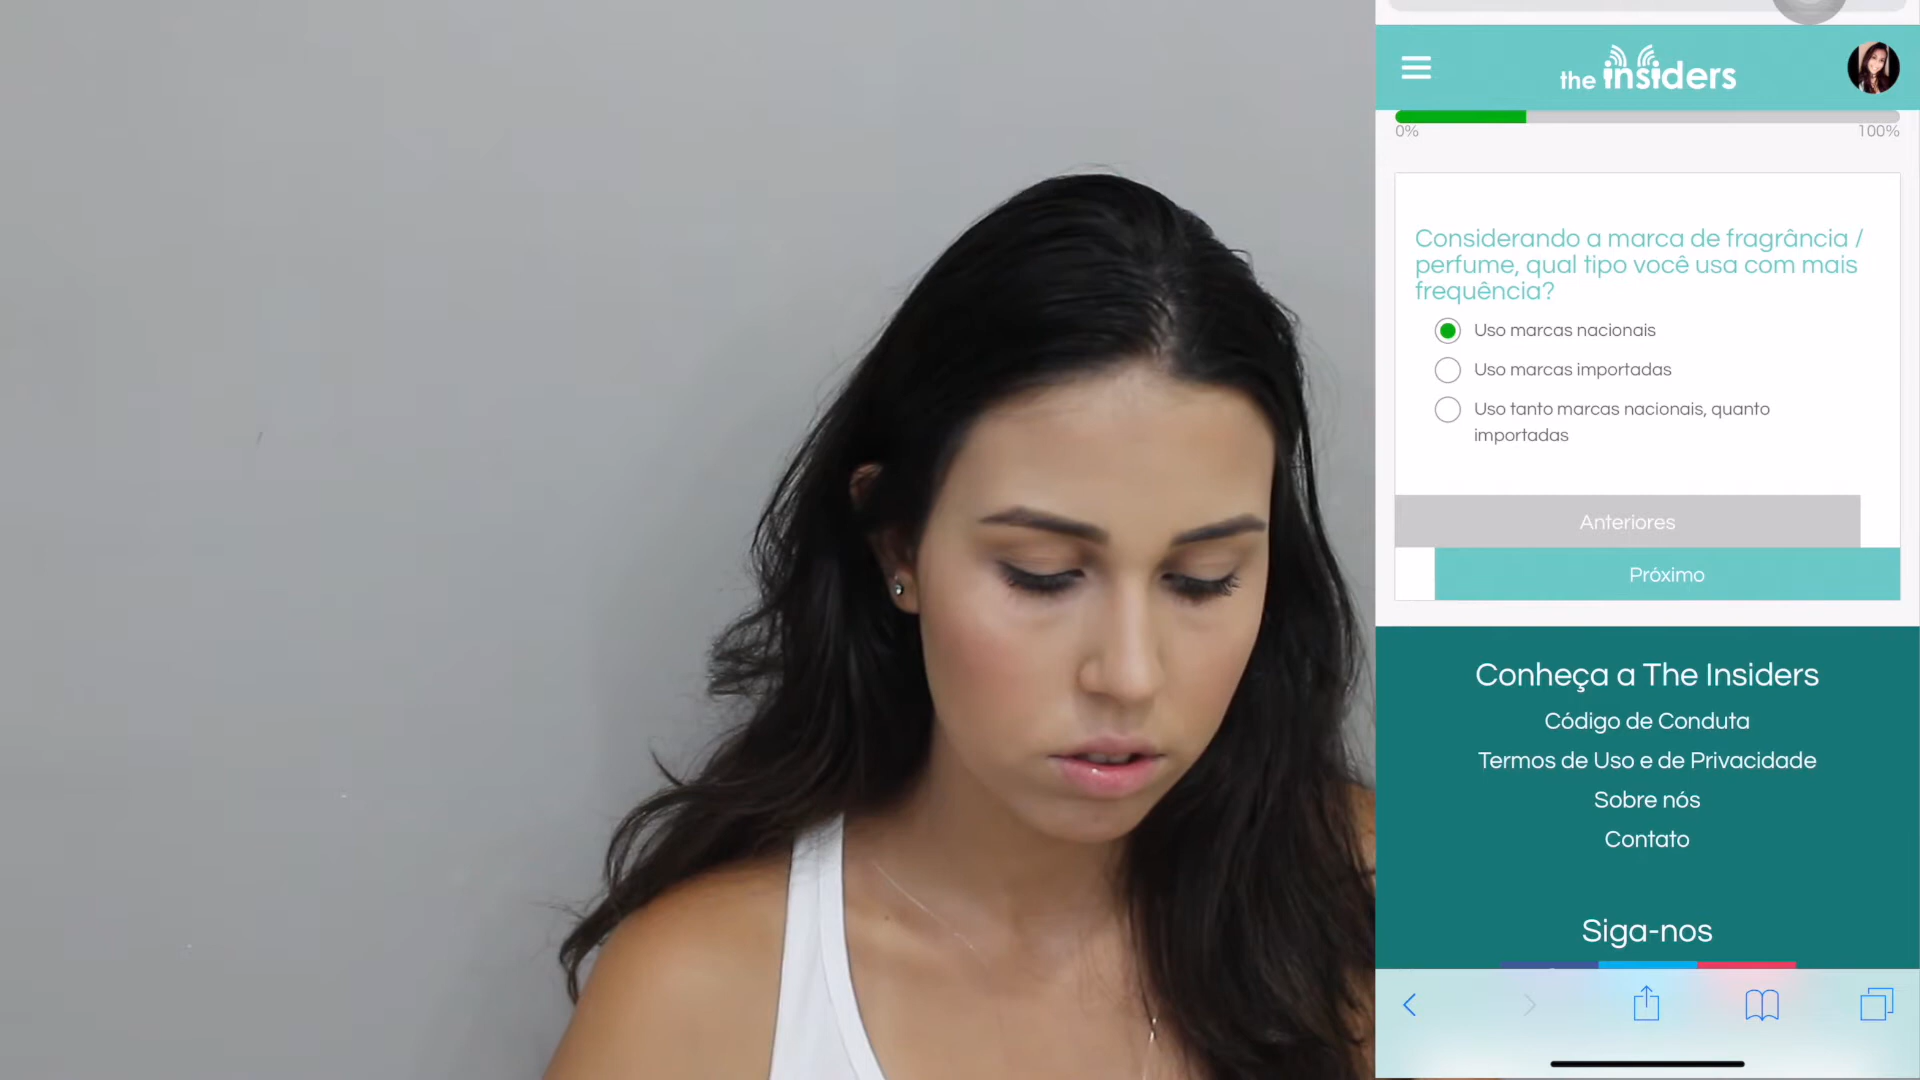 the insiders
0%
100%
Considerando a marca de fragrância /
perfume, qual tipo você usa com mais
frequência?
Uso marcas nacionais
Uso marcas importadas
Uso tanto marcas nacionais, quanto
importadas
Anteriores
Próximo
Conheça a The Insiders
Código de Conduta
Termos de Uso e de Privacidade
Sobre nós
Contato
Siga-nos